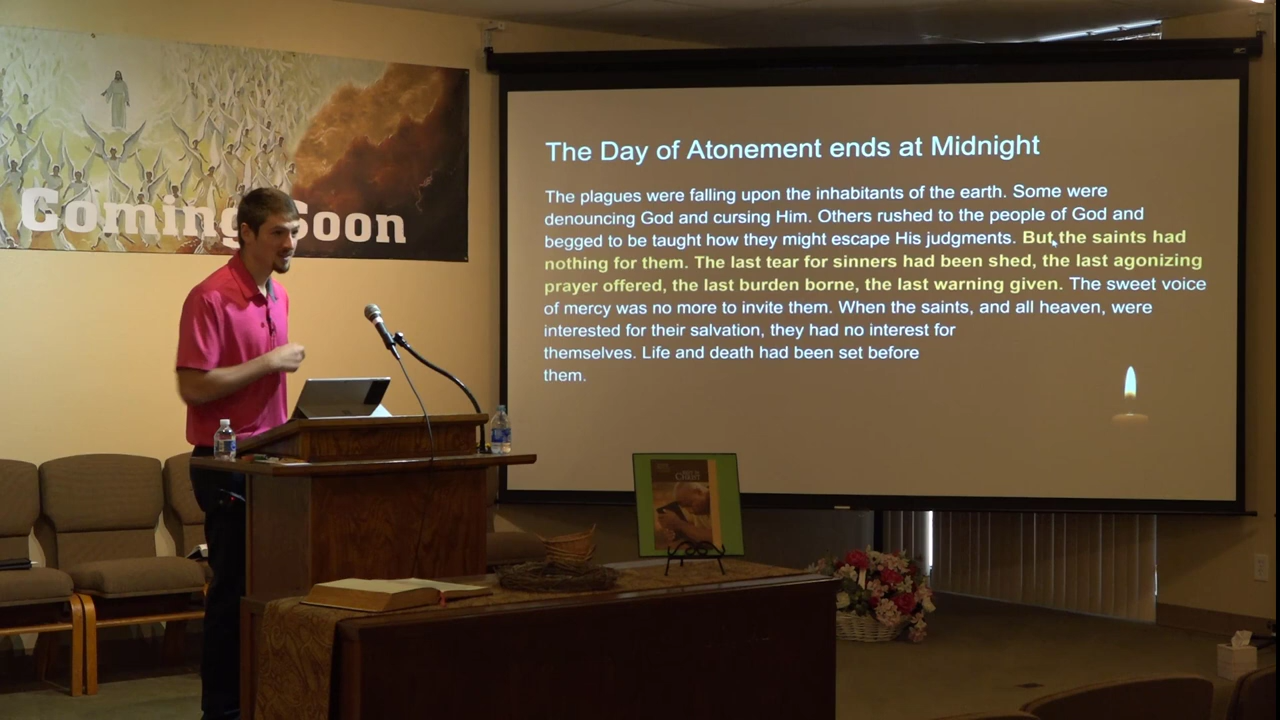 Coming Soon
The Day of Atonement ends at Midnight
The plagues were falling upon the inhabitants of the earth. Some were
denouncing God and cursing Him. Others rushed to the people of God and
begged to be taught how they might escape His judgments. But the saints had
nothing for them. The last tear for sinners had been shed, the last agonizing
prayer offered, the last burden borne, the last warning given. The sweet voice
of mercy was no more to invite them. When the saints, and all heaven, were
interested for their salvation, they had no interest for
themselves. Life and death had been set before
them.